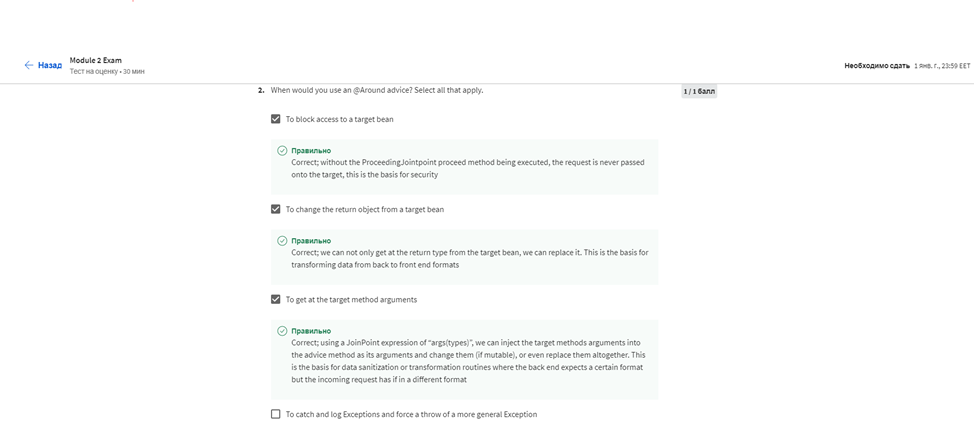 Назад
Module 2 Exam
Тест на оценку • 30 мин
Необходимо сдать 1 янв. г., 23:59 EET
2. When would you use an @Around advice? Select all that apply.
1 / 1 балл
To block access to a target bean
Правильно
Correct; without the ProceedingJointpoint proceed method being executed, the request is never passed
onto the target, this is the basis for security
To change the return object from a target bean
Правильно
Correct; we can not only get at the return type from the target bean, we can replace it. This is the basis for
transforming data from back to front end formats
To get at the target method arguments
Правильно
Correct; using a JoinPoint expression of “args(types)”, we can inject the target methods arguments into
the advice method as its arguments and change them (if mutable), or even replace them altogether. This
is the basis for data sanitization or transformation routines where the back end expects a certain format
but the incoming request has if in a different format
To catch and log Exceptions and force a throw of a more general Exception